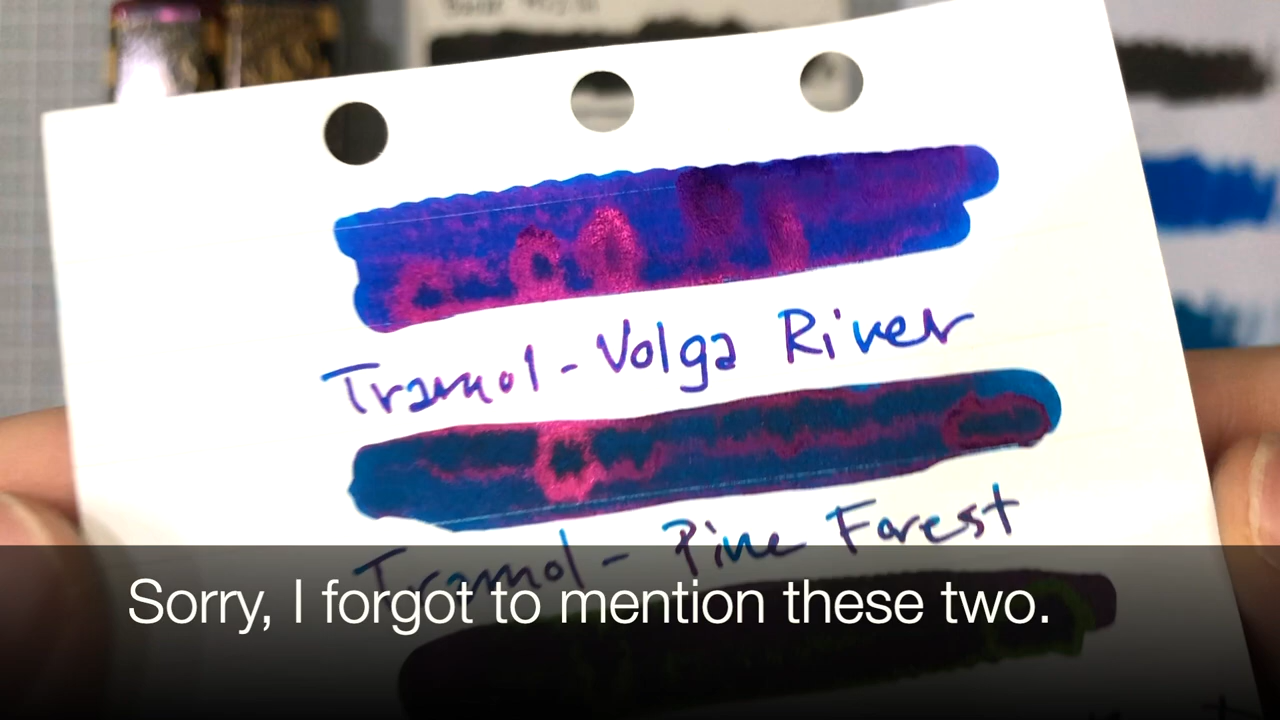 Tramol - Volga River
Tramol - Pine Forest
Sorry, I forgot to mention these two.